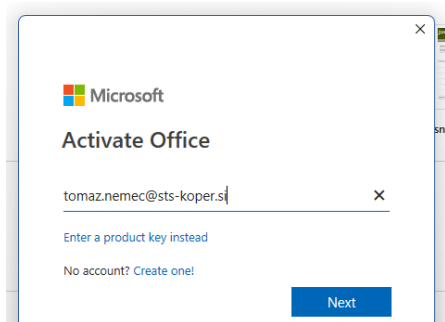 Microsoft
Activate Office
tomaz.nemec@sts-koper.si
Enter a product key instead
No account? Create one!
Next